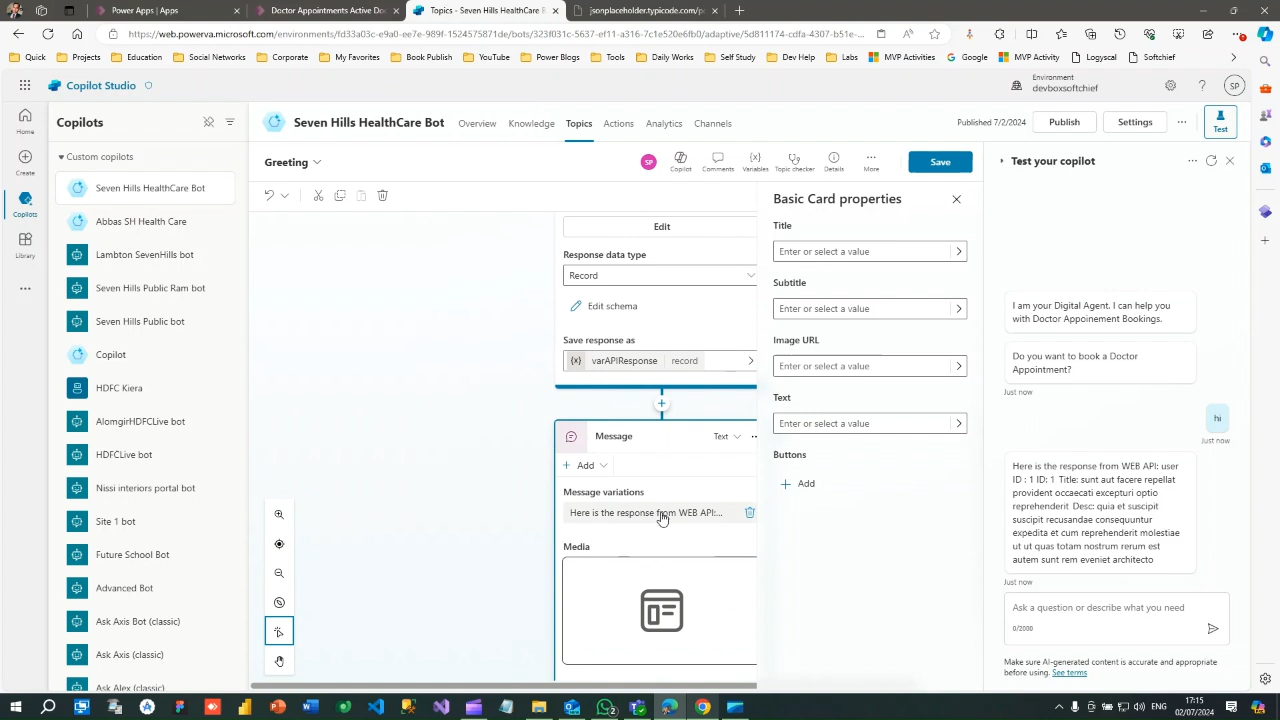 Power Apps | Apps
Doctor Appointments Active Doc
Topics - Seven Hills HealthCare B
jsonplaceholder.typicode.com/po
https://web.powerva.microsoft.com/environments/fd33a03c-e9a0-ee7e-989f-1524575871de/bots/323f031c-5637-ef11-a316-7c1e520e6fb0/adaptive/5d811174-cdfa-4307-b51e-...
Quick
Projects
Education
Social Networks
Corporate
My Favorites
Book Publish
YouTube
Power Blogs
Tools
Daily Works
Self Study
Dev Help
Labs
MVP Activities
Google
MVP Activity
Logyscal
Softchief
Copilot Studio
Environment
devboxsoftchief
SP
Home
Create
Copilots
Library
Copilots
Custom copilots
Seven Hills HealthCare Bot
Abbas SH Health Care
Lambton SevenHills bot
Seven Hills Public Ram bot
Seven Hills Public bot
Copilot
HDFC Kiera
AlomgirHDFCLive bot
HDFCLive bot
Nissi interiors portal bot
Site 1 bot
Future School Bot
Advanced Bot
Ask Axis Bot (classic)
Ask Axis (classic)
Ask Alex (classic)
Seven Hills HealthCare Bot
Overview
Knowledge
Topics
Actions
Analytics
Channels
Published 7/2/2024
Publish
Settings
Test
Greeting
SP
Copilot
Comments
Variables
Topic checker
Details
More
Save
Edit
Response data type
Record
Edit schema
Save response as
{x} varAPIResponse record
Message
Text
Add
Message variations
Here is the response from WEB API:...
Media
Basic Card properties
Title
Enter or select a value
Subtitle
Enter or select a value
Image URL
Enter or select a value
Text
Enter or select a value
Buttons
Add
Test your copilot
I am your Digital Agent. I can help you
with Doctor Appoinement Bookings.
Do you want to book a Doctor
Appointment?
Just now
hi
Just now
Here is the response from WEB API: user
ID : 1 ID: 1 Title: sunt aut facere repellat
provident occaecati excepturi optio
reprehenderit Desc: quia et suscipit
suscipit recusandae consequuntur
expedita et cum reprehenderit molestiae
ut ut quas totam nostrum rerum est
autem sunt rem eveniet architecto
Just now
Ask a question or describe what you need
0/2000
Make sure AI-generated content is accurate and appropriate
before using. See terms
2
17:15
02/07/2024